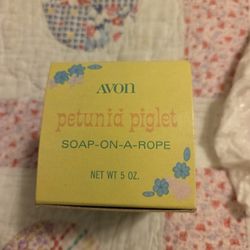 AVON
petunia piglet
SOAP-ON-A-ROPE
NET WT 5 OZ.